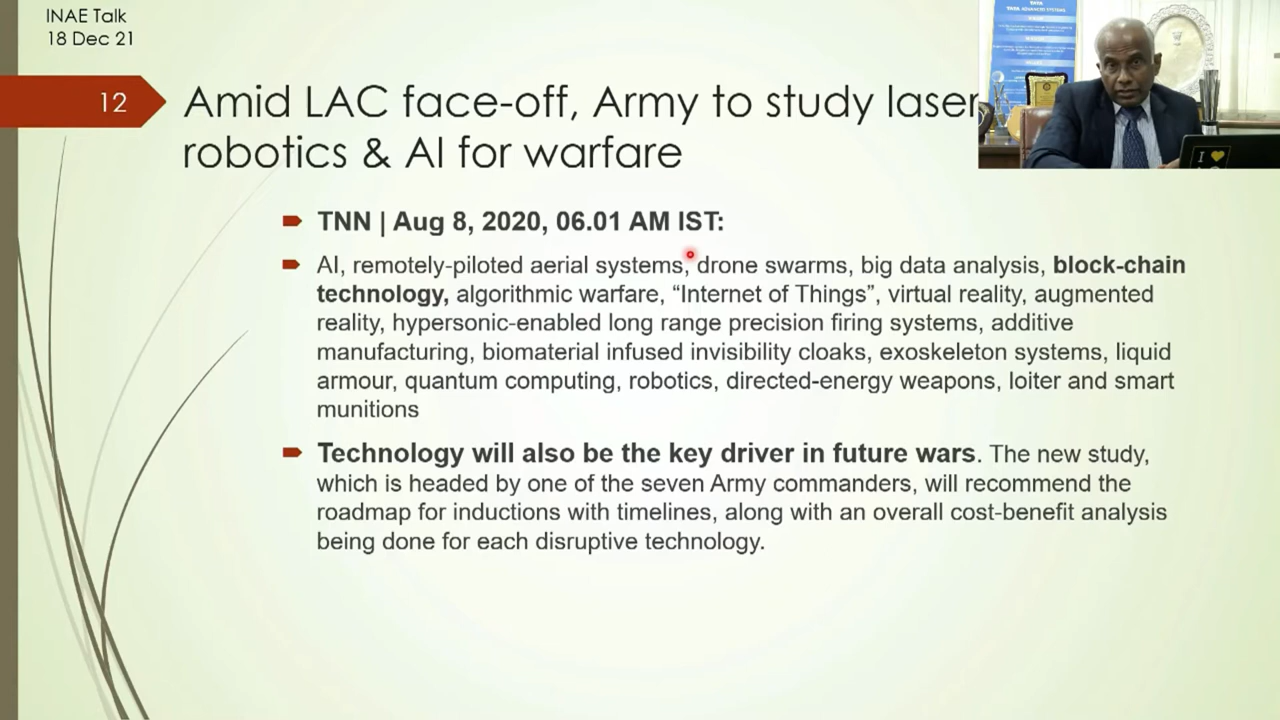 INAE Talk
18 Dec 21
12
Amid LAC face-off, Army to study laser
robotics & AI for warfare
TNN | Aug 8, 2020, 06.01 AM IST:
AI, remotely-piloted aerial systems, drone swarms, big data analysis, block-chain
technology, algorithmic warfare, “Internet of Things”, virtual reality, augmented
reality, hypersonic-enabled long range precision firing systems, additive
manufacturing, biomaterial infused invisibility cloaks, exoskeleton systems, liquid
armour, quantum computing, robotics, directed-energy weapons, loiter and smart
munitions
Technology will also be the key driver in future wars. The new study,
which is headed by one of the seven Army commanders, will recommend the
roadmap for inductions with timelines, along with an overall cost-benefit analysis
being done for each disruptive technology.
TATA
TATA ADVANCED SYSTEMS
I